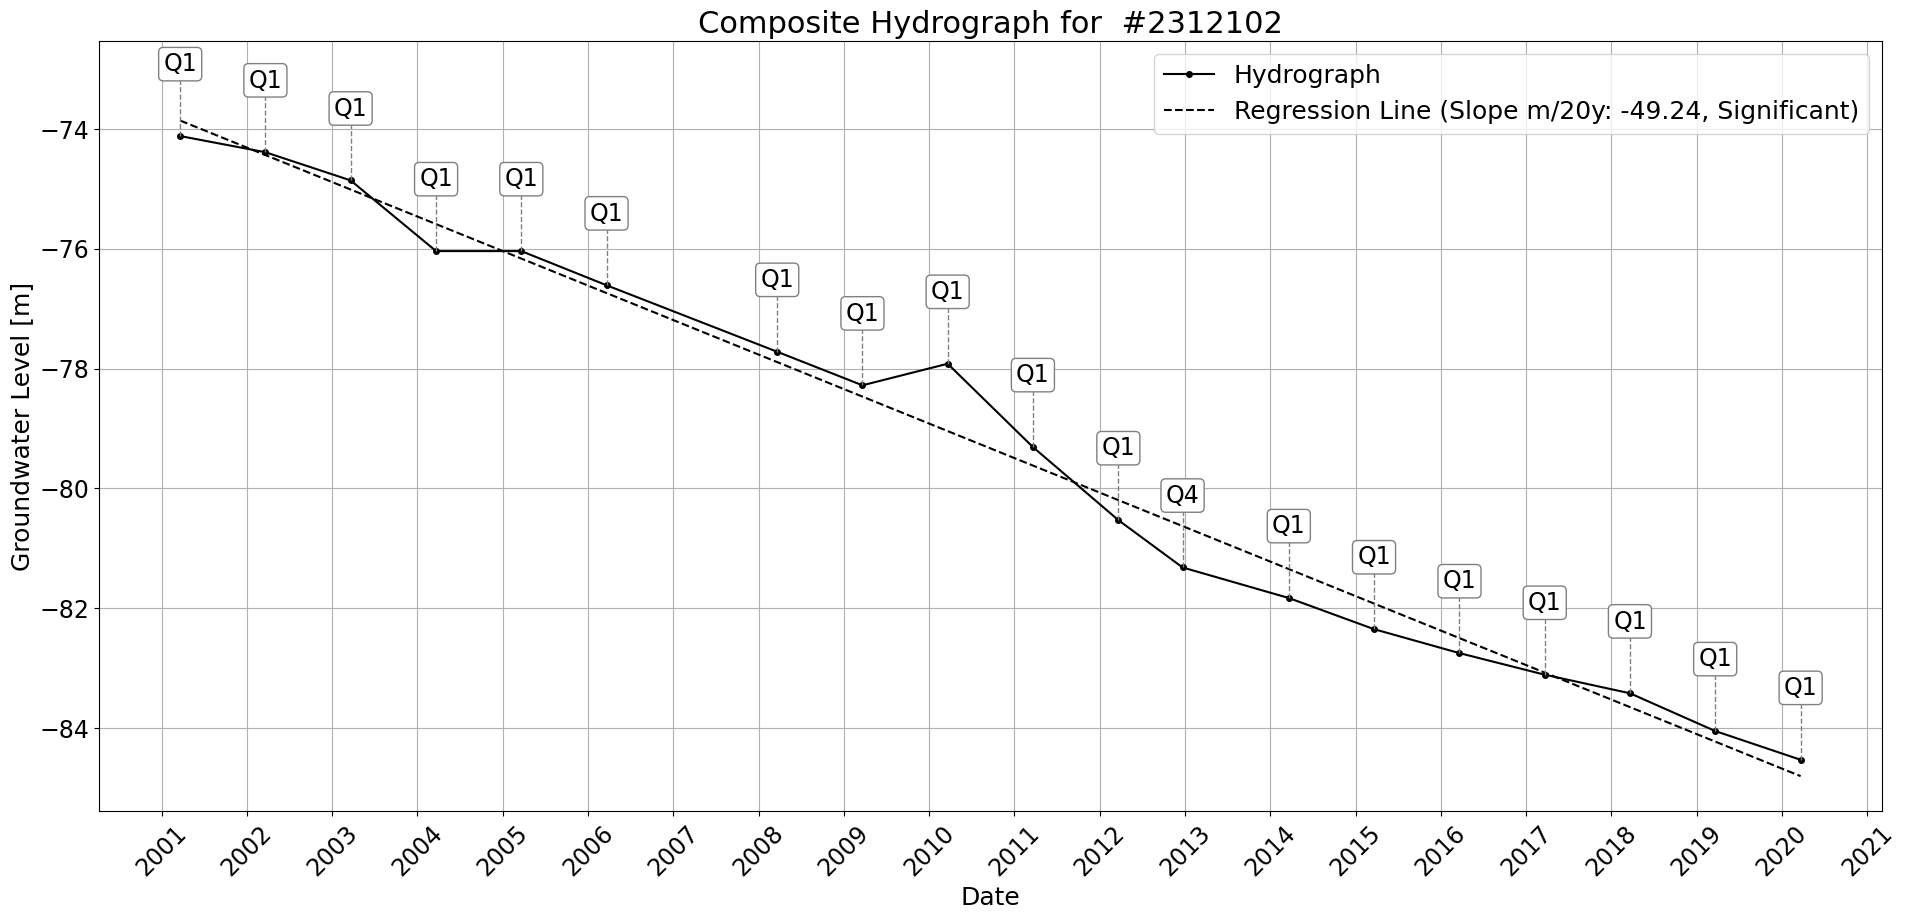 Composite Hydrograph for  #2312102
Hydrograph
Regression Line (Slope m/20y: -49.24, Significant)
Q1
Q1
Q1
Q1
Q1
Q1
Q1
Q1
Q1
Q1
Q1
Q4
Q1
Q1
Q1
Q1
Q1
Q1
Q1
Groundwater Level [m]
−74
−76
−78
−80
−82
−84
2001
2002
2003
2004
2005
2006
2007
2008
2009
2010
2011
2012
2013
2014
2015
2016
2017
2018
2019
2020
2021
Date